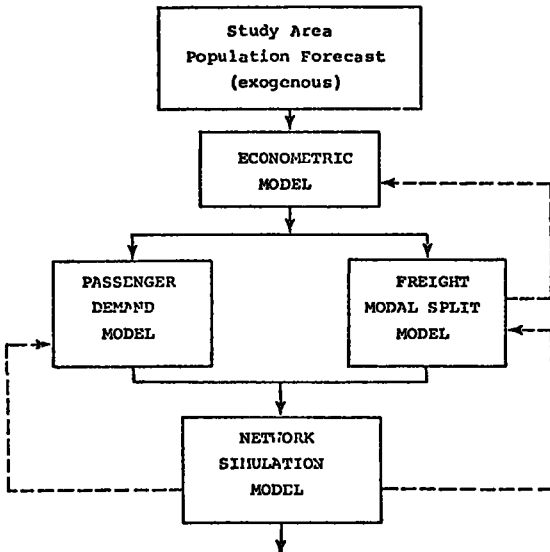 Study Area
Population Forecast
(exogenous)
ECONOMETRIC
MODEL
PASSENGER
DEMAND
MODEL
FREIGHT
MODAL SPLIT
MODEL
NETWORK
SIMULATION
MODEL